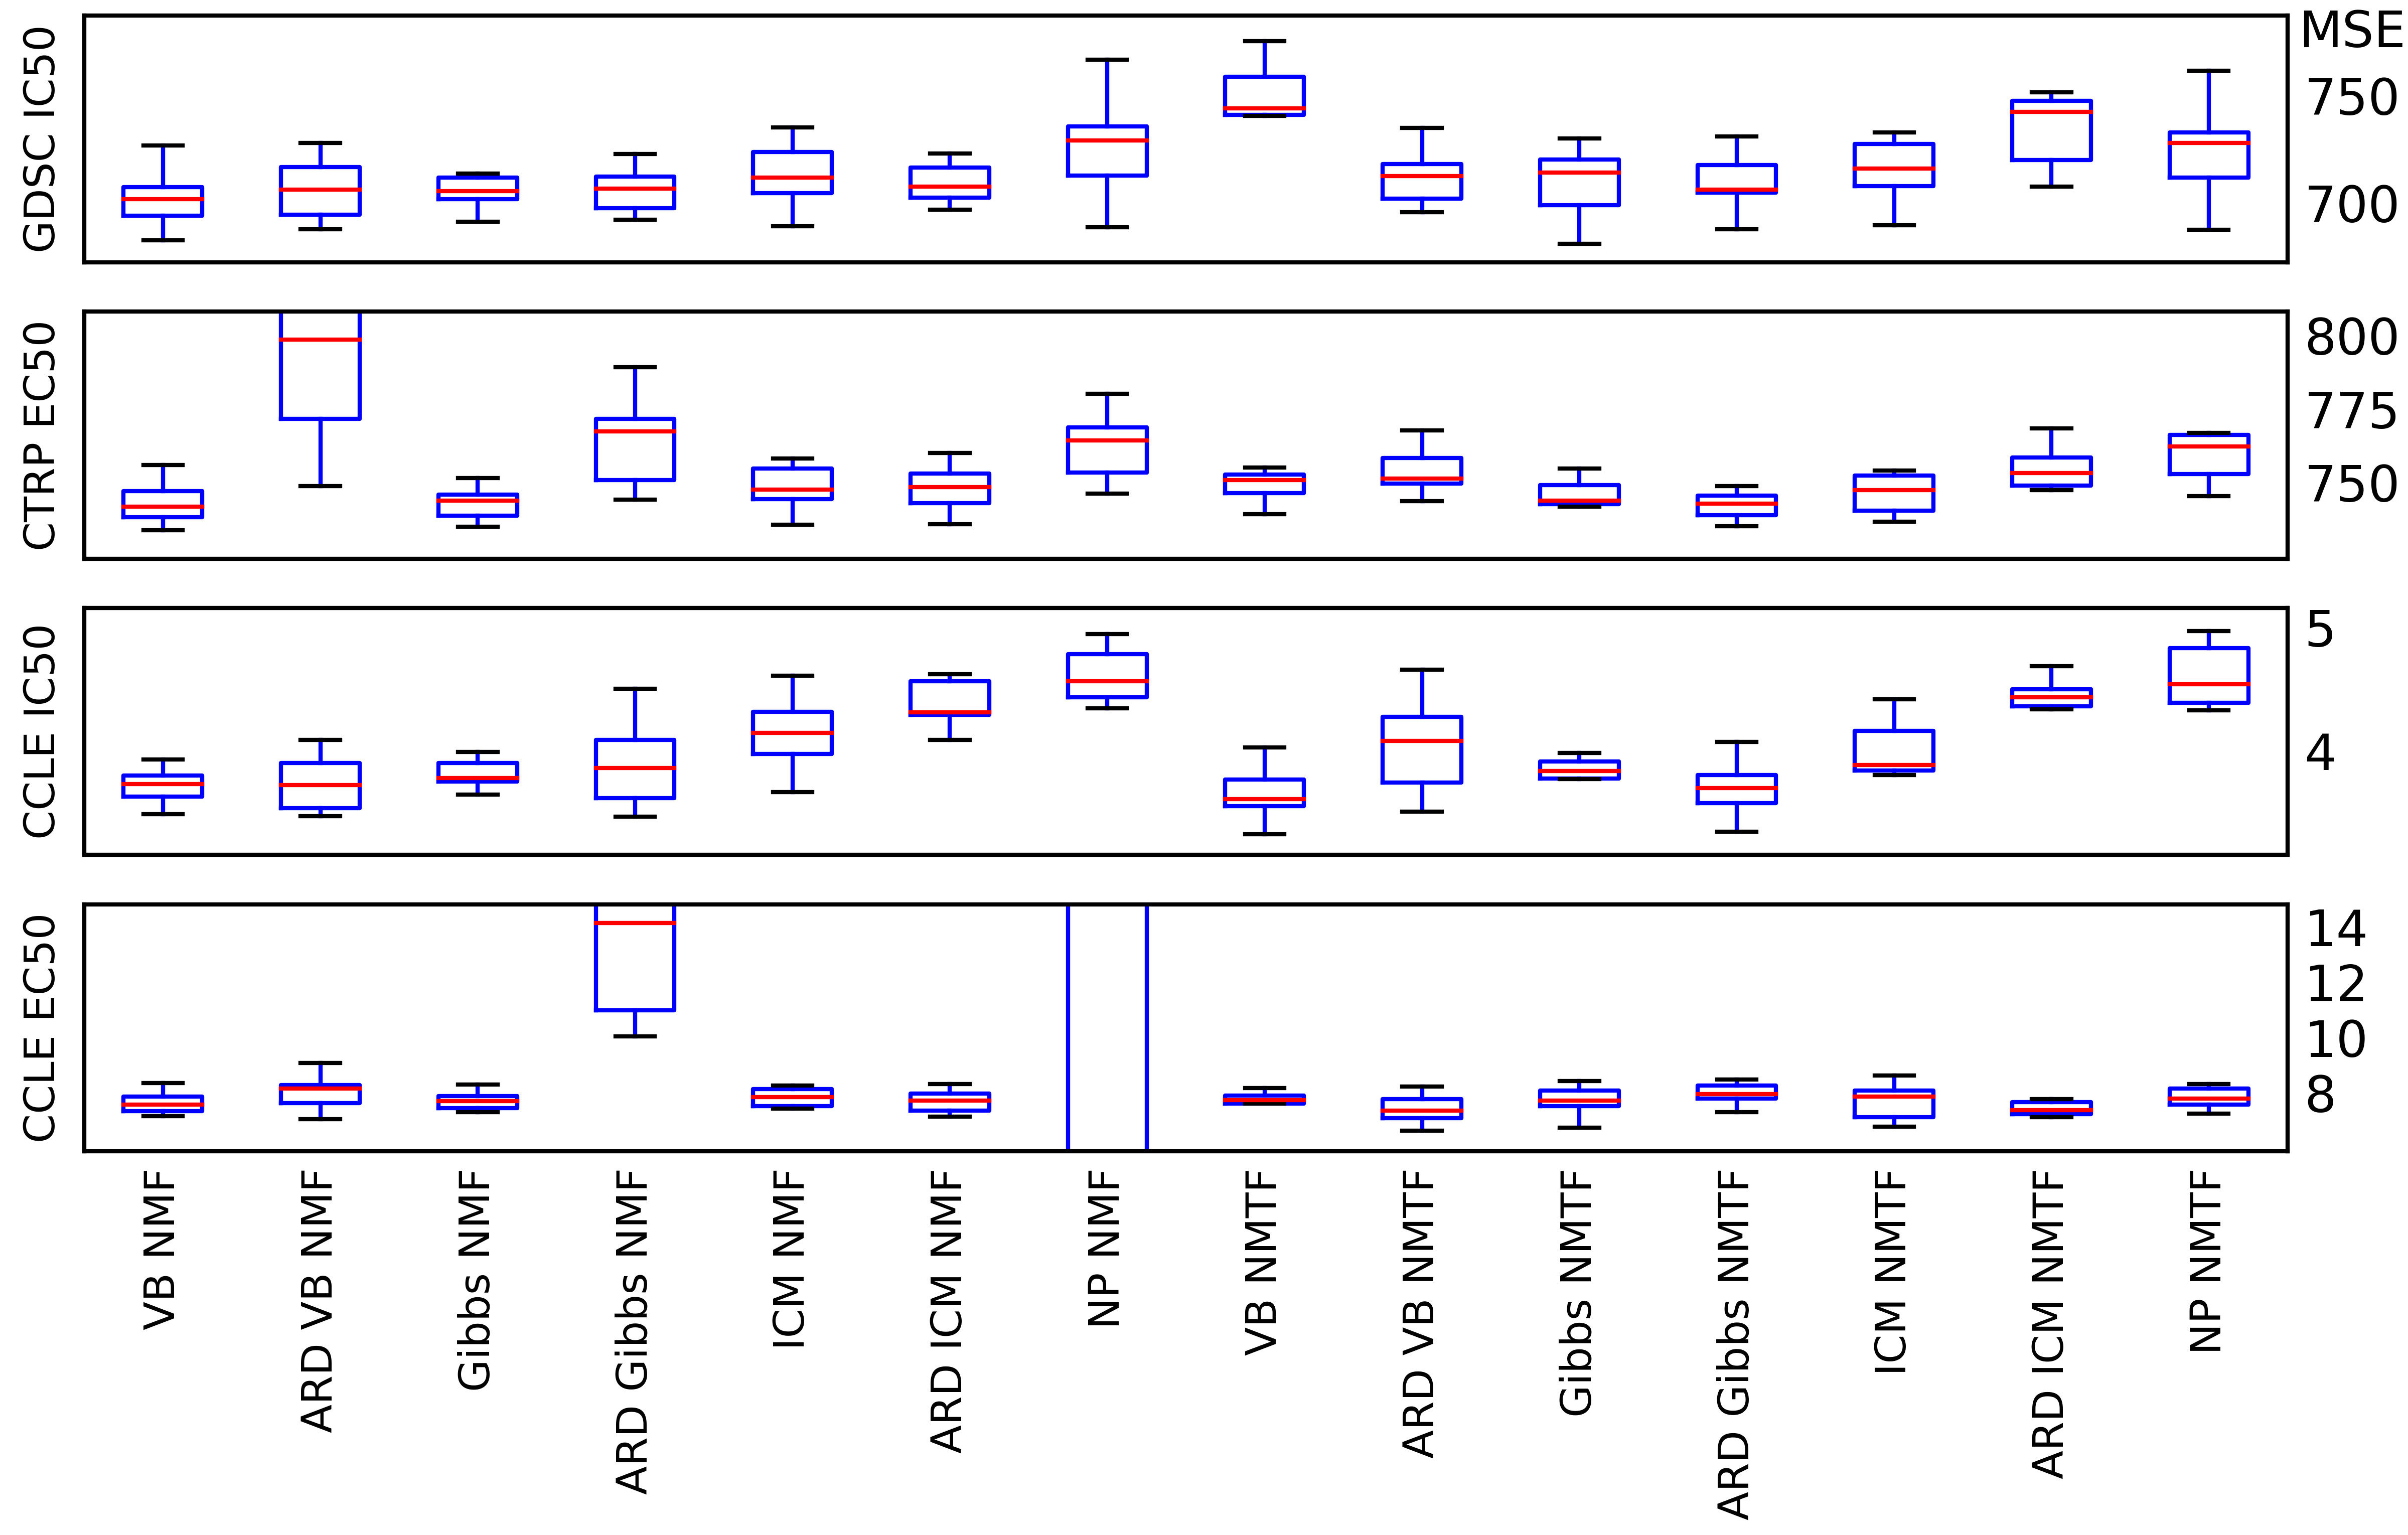 MSE
GDSC IC50
750
700
CTRP EC50
800
775
750
CCLE IC50
5
4
CCLE EC50
14
12
10
8
VB NMF
ARD VB NMF
Gibbs NMF
ARD Gibbs NMF
ICM NMF
ARD ICM NMF
NP NMF
VB NMTF
ARD VB NMTF
Gibbs NMTF
ARD Gibbs NMTF
ICM NMTF
ARD ICM NMTF
NP NMTF